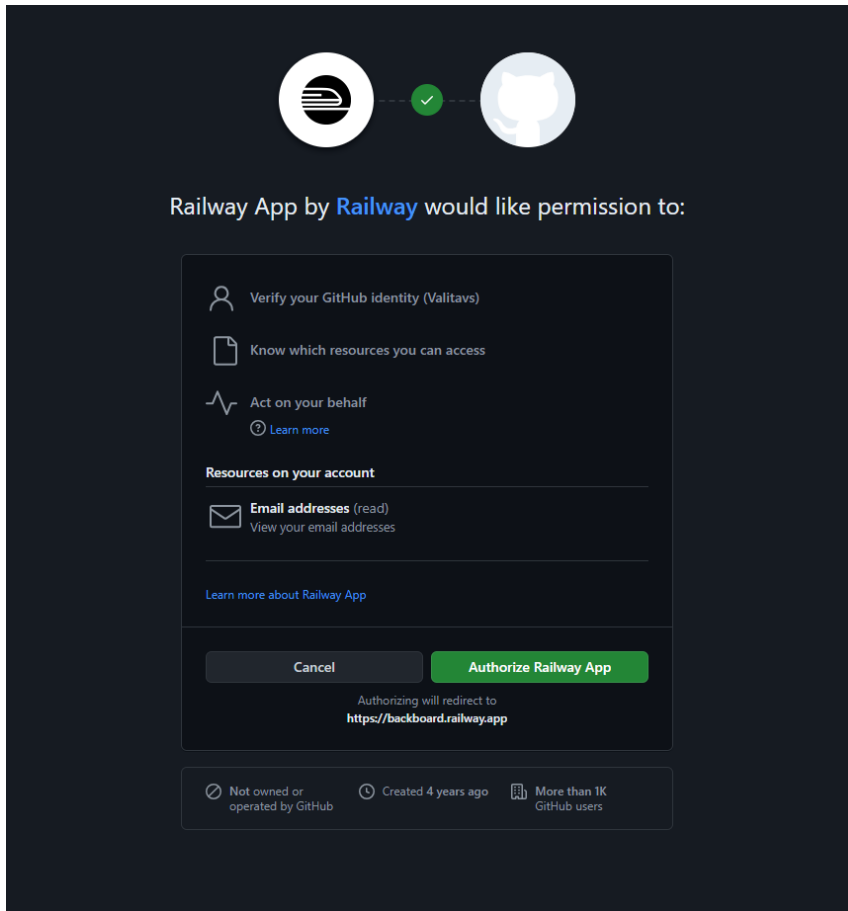 Railway App by Railway would like permission to:
Verify your GitHub identity (Valitavs)
Know which resources you can access
Act on your behalf
? Learn more
Resources on your account
Email addresses (read)
View your email addresses
Learn more about Railway App
Cancel
Authorize Railway App
Authorizing will redirect to
https://backboard.railway.app
Not owned or
operated by GitHub
Created 4 years ago
More than 1K
GitHub users